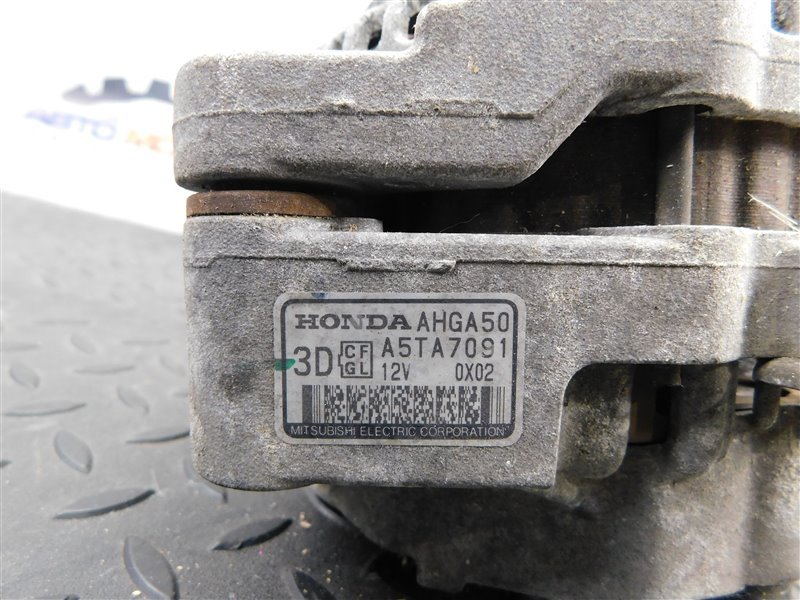 HONDA AHGA50
3D CF GL A5TA7091
12V 0X02
MITSUBISHI ELECTRIC CORPORATION